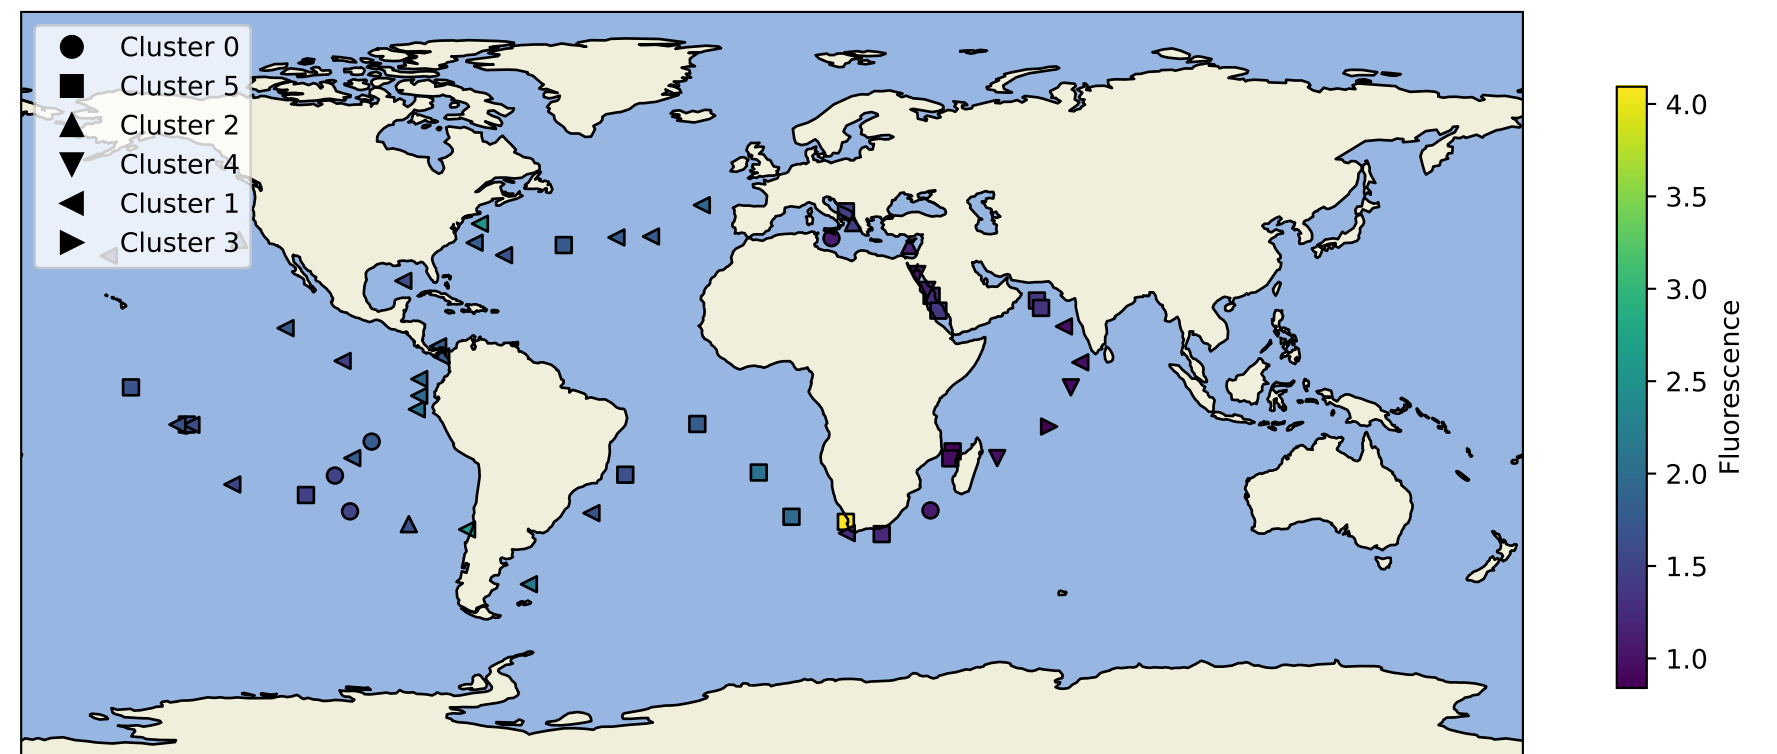 Cluster 0
Cluster 5
Cluster 2
Cluster 4
Cluster 1
Cluster 3
4.0
3.5
3.0
2.5
2.0
1.5
1.0
Fluorescence